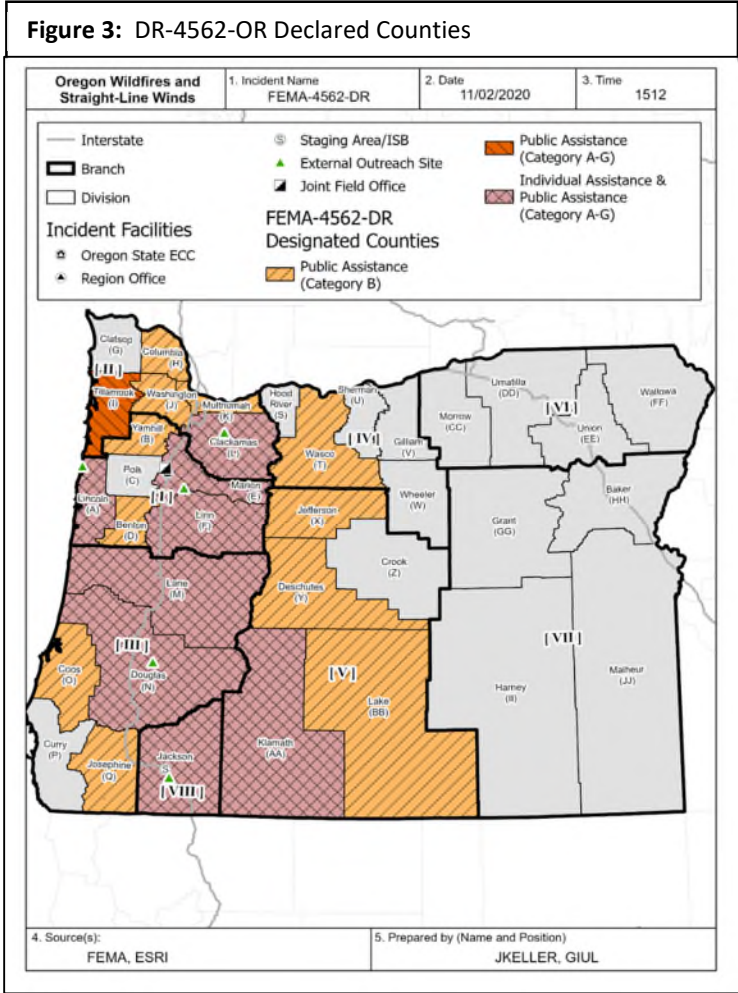 Figure 3: DR-4562-OR Declared Counties
Oregon Wildfires and
Straight-Line Winds
1. Incident Name
FEMA-4562-DR
2. Date
11/02/2020
3. Time
1512
Interstate
Branch
Division
Incident Facilities
Oregon State ECC
Region Office
S Staging Area/ISB
External Outreach Site
Joint Field Office
FEMA-4562-DR
Designated Counties
Public Assistance
(Category B)
Public Assistance
(Category A-G)
Individual Assistance &
Public Assistance
(Category A-G)
Clatsop
(G)
[ II ]
Columbia
(H)
Tillamook
(I)
Washington
(J)
Multnomah
(K)
Hood
River
(S)
Sherman
(U)
Umatilla
(DD)
Wallowa
(FF)
Morrow
(CC)
[ VI ]
Union
(EE)
Yamhill
(B)
Clackamas
(L)
[ IV ]
Gilliam
(V)
Wasco
(T)
Polk
(C)
Marion
(E)
[ I ]
Lincoln
(A)
Linn
(F)
Benton
(D)
Jefferson
(X)
Wheeler
(W)
Baker
(HH)
Grant
(GG)
Crook
(Z)
Lane
(M)
Deschutes
(Y)
[ III ]
Douglas
(N)
Coos
(O)
[ V ]
Lake
(BB)
[ VII ]
Harney
(II)
Malheur
(JJ)
Curry
(P)
Josephine
(Q)
Jackson
S
[ VIII ]
Klamath
(AA)
4. Source(s):
FEMA, ESRI
5. Prepared by (Name and Position)
JKELLER, GIUL